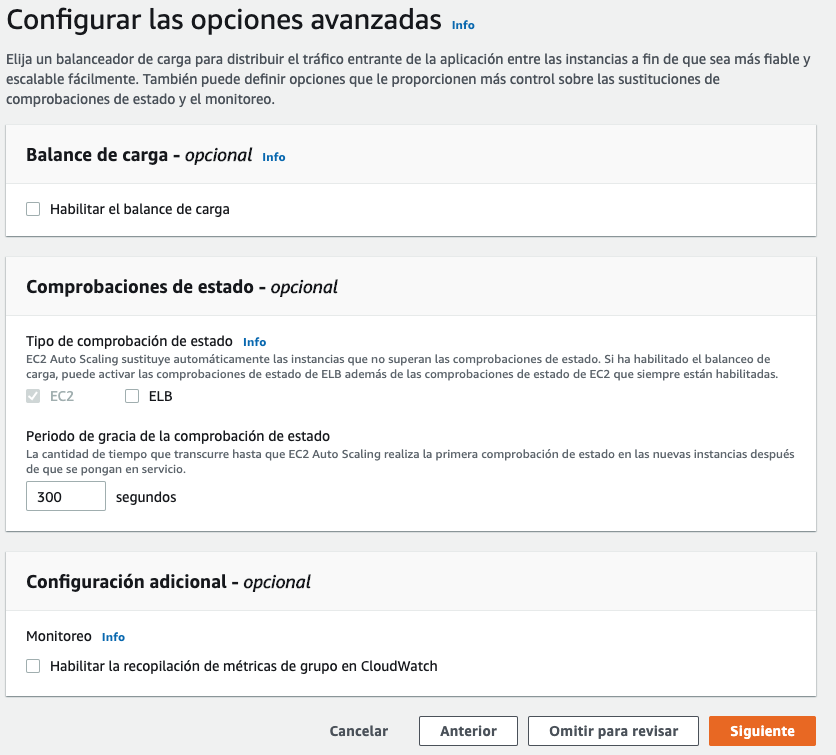 Configurar las opciones avanzadas Info
Elija un balanceador de carga para distribuir el tráfico entrante de la aplicación entre las instancias a fin de que sea más fiable y
escalable fácilmente. También puede definir opciones que le proporcionen más control sobre las sustituciones de
comprobaciones de estado y el monitoreo.
Balance de carga - opcional Info
Habilitar el balance de carga
Comprobaciones de estado - opcional
Tipo de comprobación de estado Info
EC2 Auto Scaling sustituye automáticamente las instancias que no superan las comprobaciones de estado. Si ha habilitado el balanceo de
carga, puede activar las comprobaciones de estado de ELB además de las comprobaciones de estado de EC2 que siempre están habilitadas.
EC2 ELB
Periodo de gracia de la comprobación de estado
La cantidad de tiempo que transcurre hasta que EC2 Auto Scaling realiza la primera comprobación de estado en las nuevas instancias después
de que se pongan en servicio.
300 segundos
Configuración adicional - opcional
Monitoreo Info
Habilitar la recopilación de métricas de grupo en CloudWatch
Cancelar Anterior Omitir para revisar Siguiente